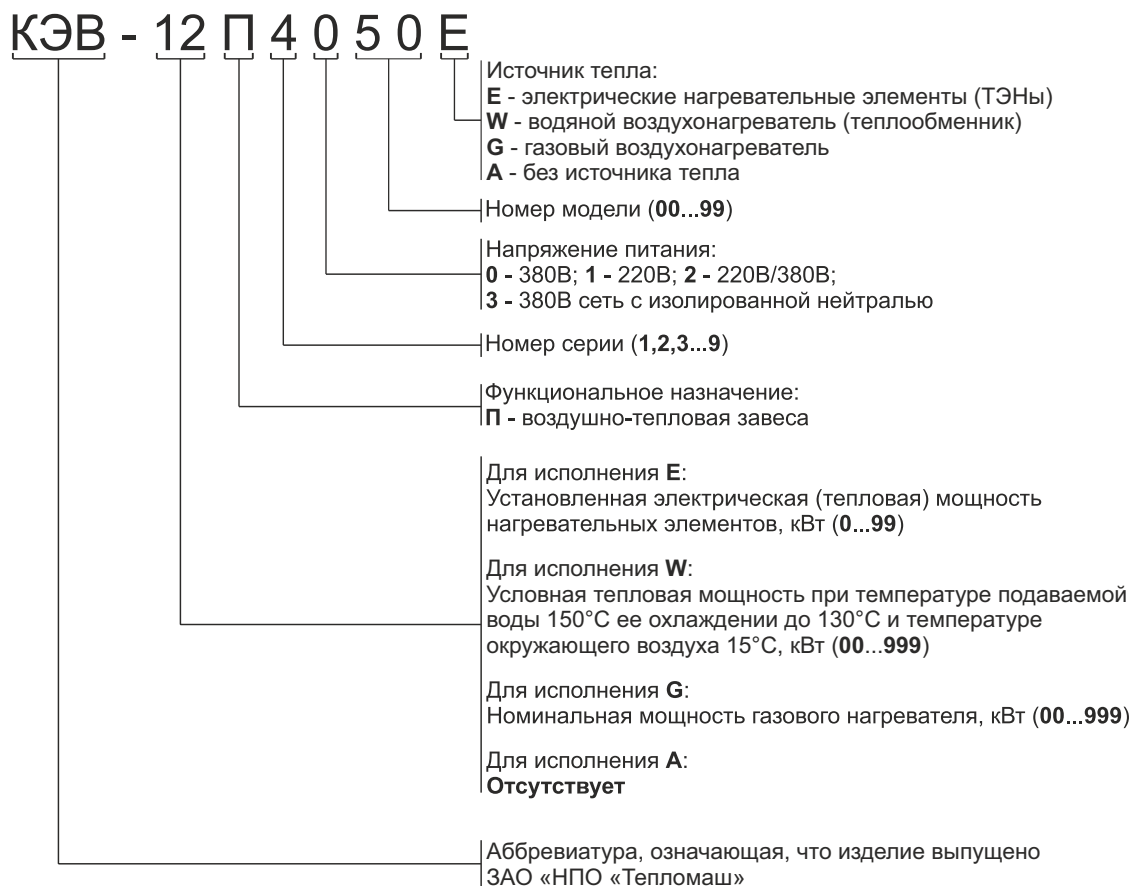 КЭВ - 12 П 4 0 5 0 Е
Источник тепла:
Е - электрические нагревательные элементы (ТЭНы)
W - водяной воздухонагреватель (теплообменник)
G - газовый воздухонагреватель
А - без источника тепла
Номер модели (00...99)
Напряжение питания:
0 - 380В; 1 - 220В; 2 - 220В/380В;
3 - 380В сеть с изолированной нейтралью
Номер серии (1,2,3...9)
Функциональное назначение:
П - воздушно-тепловая завеса
Для исполнения Е:
Установленная электрическая (тепловая) мощность
нагревательных элементов, кВт (0...99)
Для исполнения W:
Условная тепловая мощность при температуре подаваемой
воды 150°С ее охлаждении до 130°С и температуре
окружающего воздуха 15°С, кВт (00...999)
Для исполнения G:
Номинальная мощность газового нагревателя, кВт (00...999)
Для исполнения А:
Отсутствует
Аббревиатура, означающая, что изделие выпущено
ЗАО «НПО «Тепломаш»